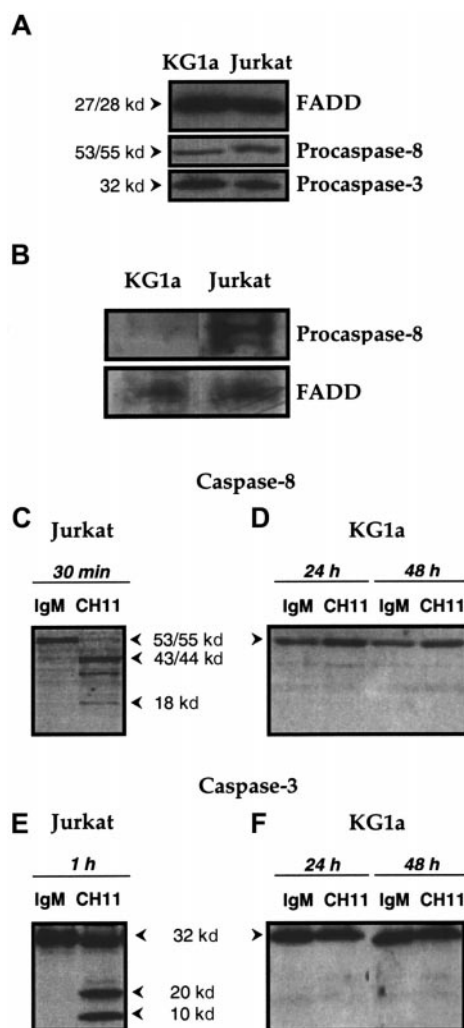 A
KG1a Jurkat
27/28 kd FADD
53/55 kd Procaspase-8
32 kd Procaspase-3
B
KG1a Jurkat
Procaspase-8
FADD
Caspase-8
C D
Jurkat KG1a
30 min 24 h 48 h
IgM CH11 IgM CH11 IgM CH11
53/55 kd
43/44 kd
18 kd
Caspase-3
E Jurkat F KG1a
1 h 24 h 48 h
IgM CH11 IgM CH11 IgM CH11
32 kd
20 kd
10 kd